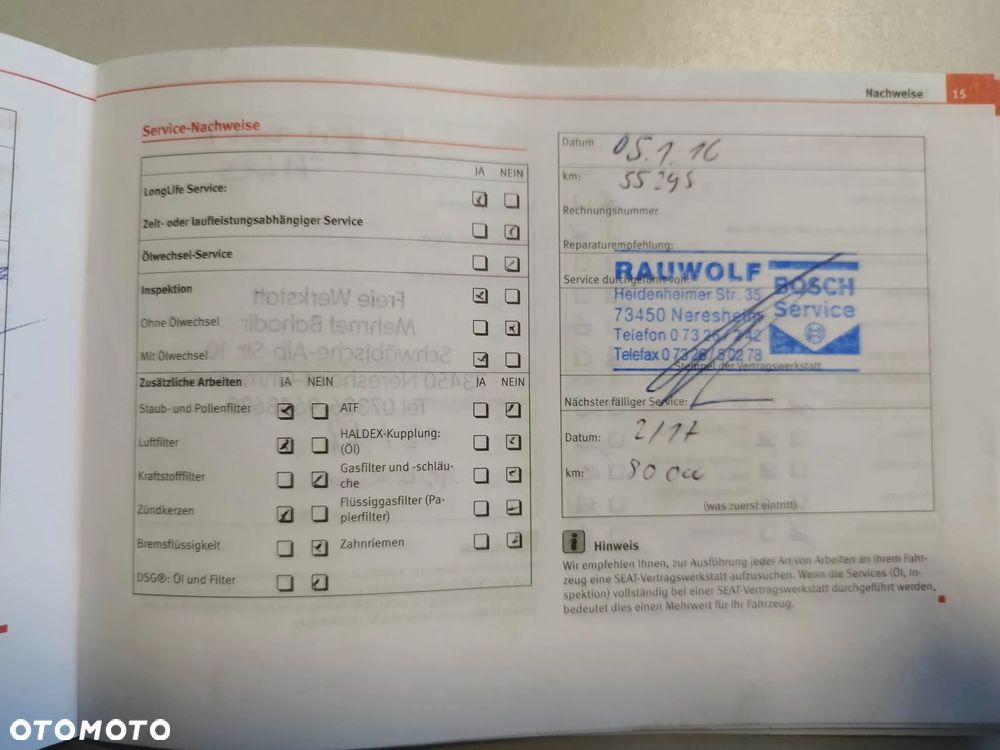 Nachweise 15
Service-Nachweise
JA NEIN
LongLife Service:
Zeit- oder laufleistungsabhängiger Service
Ölwechsel-Service
Inspektion
Ohne Ölwechsel
Mit Ölwechsel
Zusätzliche Arbeiten JA NEIN JA NEIN
Staub- und Pollenfilter ATF
Luftfilter HALDEX-Kupplung:
(Öl)
Kraftstofffilter Gasfilter und -schläu-
che
Zündkerzen Flüssiggasfilter (Pa-
pierfilter)
Bremsflüssigkeit Zahnriemen
DSG®: Öl und Filter
Datum 05.1.16
km: 55295
Rechnungsnummer
Reparaturempfehlung:
Service durchgeführt von:
RAUWOLF
Heidenheimer Str. 35
73450 Neresheim
Telefon 0 73 26 / 242
Telefax 0 73 26 / 8 02 78
BOSCH
Service
Stempel der Vertragswerkstatt
Nächster fälliger Service:
Datum: 2/17
km: 80000
(was zuerst eintritt)
Hinweis
Wir empfehlen Ihnen, zur Ausführung jeder Art von Arbeiten an Ihrem Fahr-
zeug eine SEAT-Vertragswerkstatt aufzusuchen. Wenn die Services (Öl, In-
spektion) vollständig bei einer SEAT-Vertragswerkstatt durchgeführt werden,
bedeutet dies einen Mehrwert für Ihr Fahrzeug.
OTOMOTO